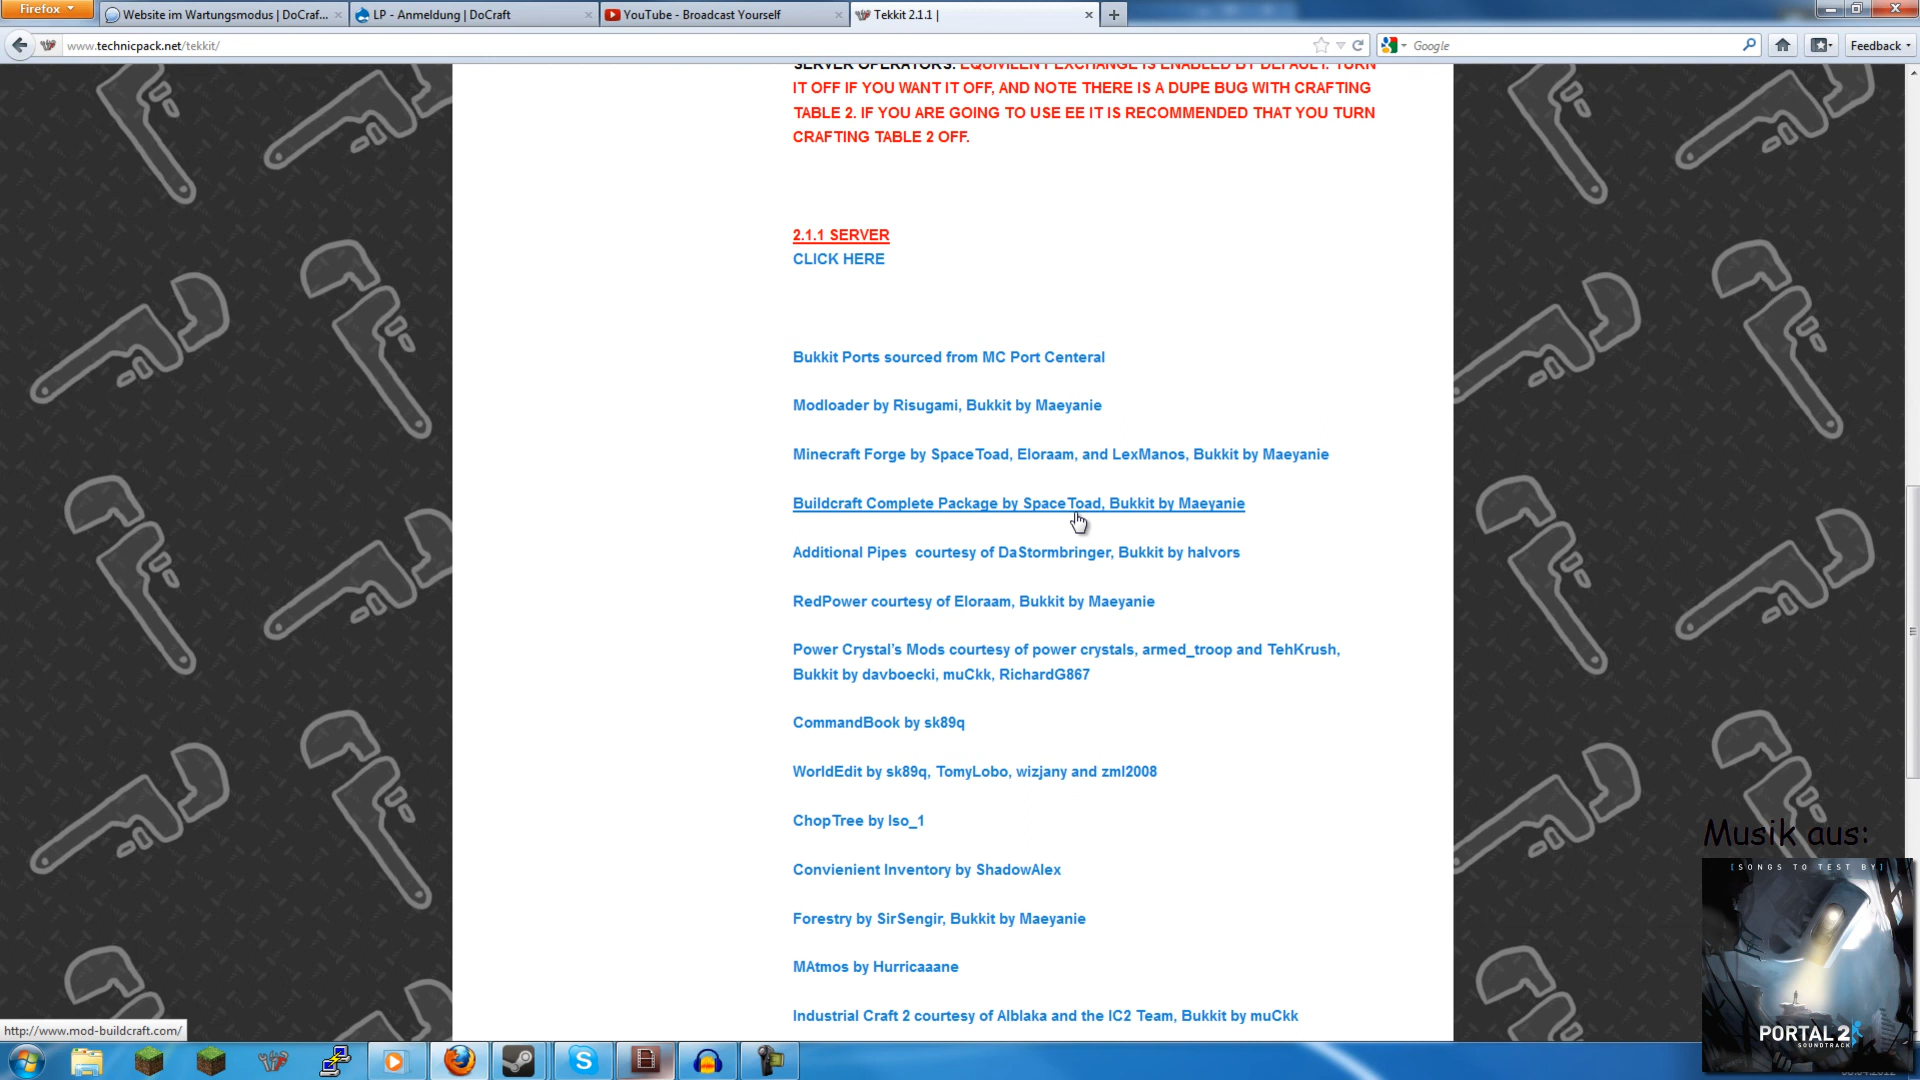 Firefox
Website im Wartungsmodus | DoCraf...
LP - Anmeldung | DoCraft
YouTube - Broadcast Yourself
Tekkit 2.1.1 |
www.technicpack.net/tekkit/
Google
Feedback
SERVER OPERATORS: EQUIVILENT EXCHANGE IS ENABLED BY DEFAULT. TURN
IT OFF IF YOU WANT IT OFF, AND NOTE THERE IS A DUPE BUG WITH CRAFTING
TABLE 2. IF YOU ARE GOING TO USE EE IT IS RECOMMENDED THAT YOU TURN
CRAFTING TABLE 2 OFF.
2.1.1 SERVER
CLICK HERE
Bukkit Ports sourced from MC Port Centeral
Modloader by Risugami, Bukkit by Maeyanie
Minecraft Forge by SpaceToad, Eloraam, and LexManos, Bukkit by Maeyanie
Buildcraft Complete Package by SpaceToad, Bukkit by Maeyanie
Additional Pipes courtesy of DaStormbringer, Bukkit by halvors
RedPower courtesy of Eloraam, Bukkit by Maeyanie
Power Crystal's Mods courtesy of power crystals, armed_troop and TehKrush,
Bukkit by davboecki, muCkk, RichardG867
CommandBook by sk89q
WorldEdit by sk89q, TomyLobo, wizjany and zml2008
ChopTree by Iso_1
Convienient Inventory by ShadowAlex
Forestry by SirSengir, Bukkit by Maeyanie
MAtmos by Hurricaaane
Industrial Craft 2 courtesy of Alblaka and the IC2 Team, Bukkit by muCkk
Musik aus:
[SONGS TO TEST BY]
PORTAL 2
SOUNDTRACK
http://www.mod-buildcraft.com/